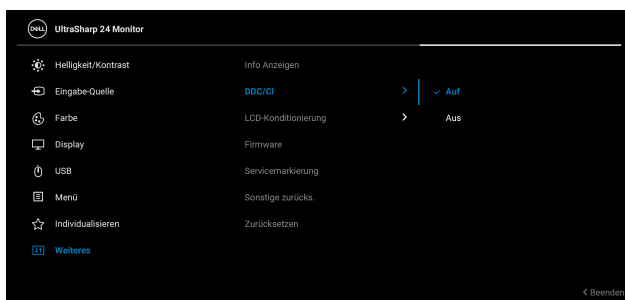 DELL UltraSharp 24 Monitor
Helligkeit/Kontrast Info Anzeigen
Eingabe-Quelle DDC/CI Auf
Farbe LCD-Konditionierung Aus
Display Firmware
USB Servicemarkierung
Menü Sonstige zurücks.
Individualisieren Zurücksetzen
Weiteres
Beenden